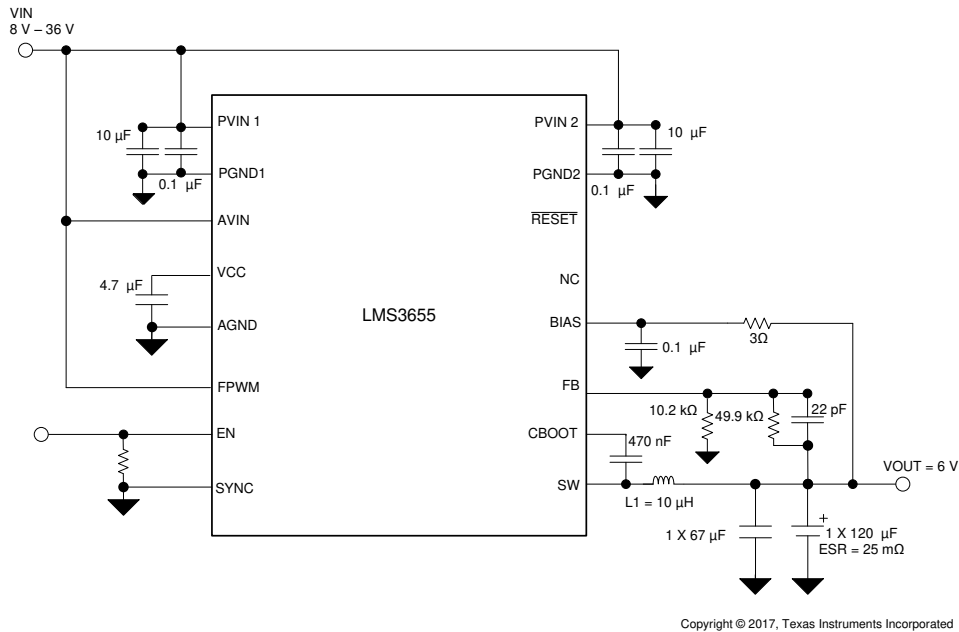 VIN
8 V – 36 V
PVIN 1
PVIN 2
10 µF
10 µF
PGND1
PGND2
0.1 µF
0.1 µF
AVIN
RESET
VCC
NC
4.7 µF
LMS3655
AGND
BIAS
3Ω
0.1 µF
FPWM
FB
10.2 kΩ
49.9 kΩ
22 pF
EN
CBOOT
470 nF
VOUT = 6 V
SYNC
SW
L1 = 10 µH
1 X 67 µF
+
1 X 120 µF
ESR = 25 mΩ
Copyright © 2017, Texas Instruments Incorporated